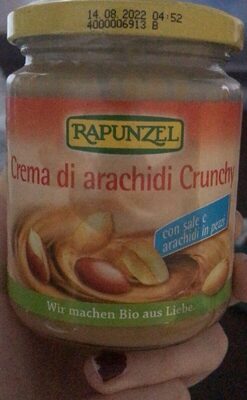 14.08.2022 04:52
4000006913 B
RAPUNZEL
Crema di arachidi Crunchy
con sale e
arachidi in pezzi
Wir machen Bio aus Liebe.